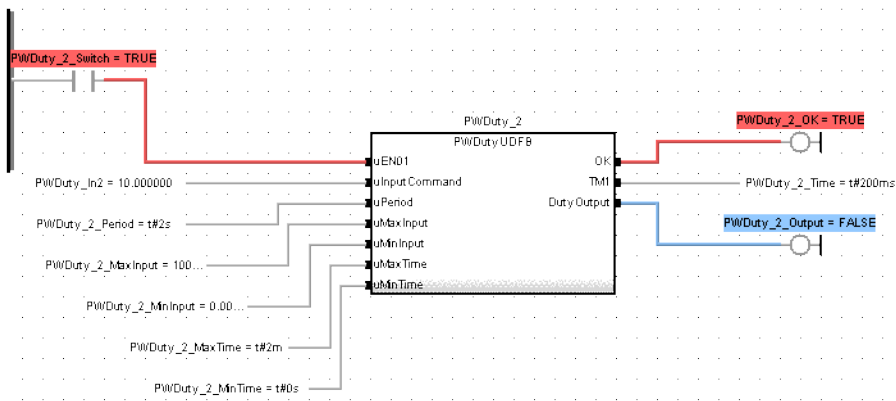 PWDuty_2_Switch = TRUE
PWDuty_2
PWDutyUDFB
PWDuty_2_OK = TRUE
uEN01
OK
PWDuty_In2 = 10.000000
uInputCommand
TM1
PWDuty_2_Time = t#200ms
PWDuty_2_Period = t#2s
uPeriod
DutyOutput
uMaxInput
PWDuty_2_Output = FALSE
uMinInput
PWDuty_2_MaxInput = 100...
uMaxTime
uMinTime
PWDuty_2_MinInput = 0.00...
PWDuty_2_MaxTime = t#2m
PWDuty_2_MinTime = t#0s